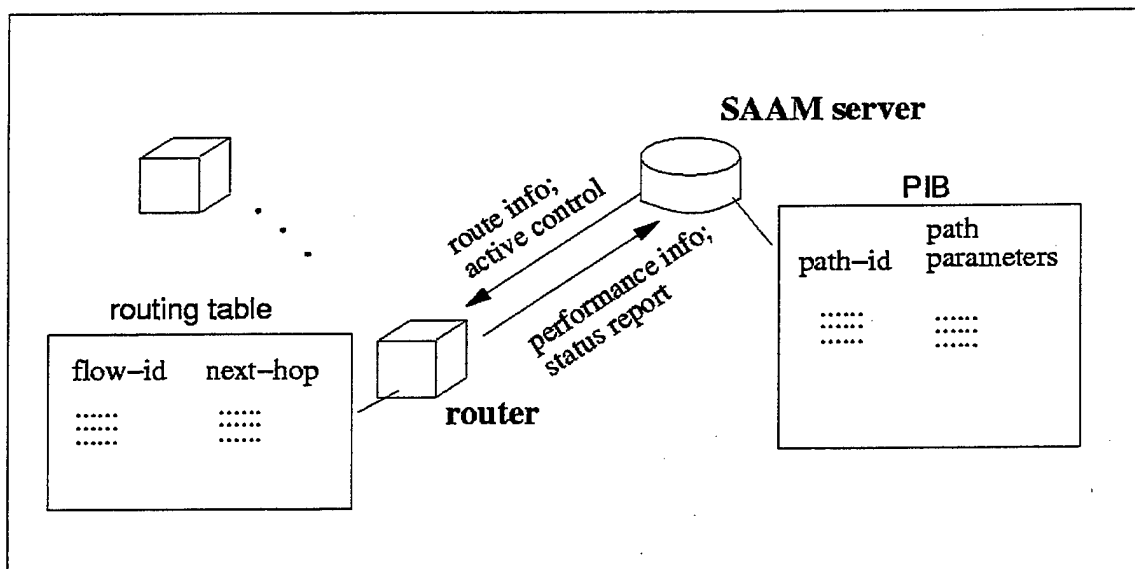 SAAM server
PIB
path
path–id parameters
route info;
active control
performance info;
status report
routing table
flow–id next–hop
router